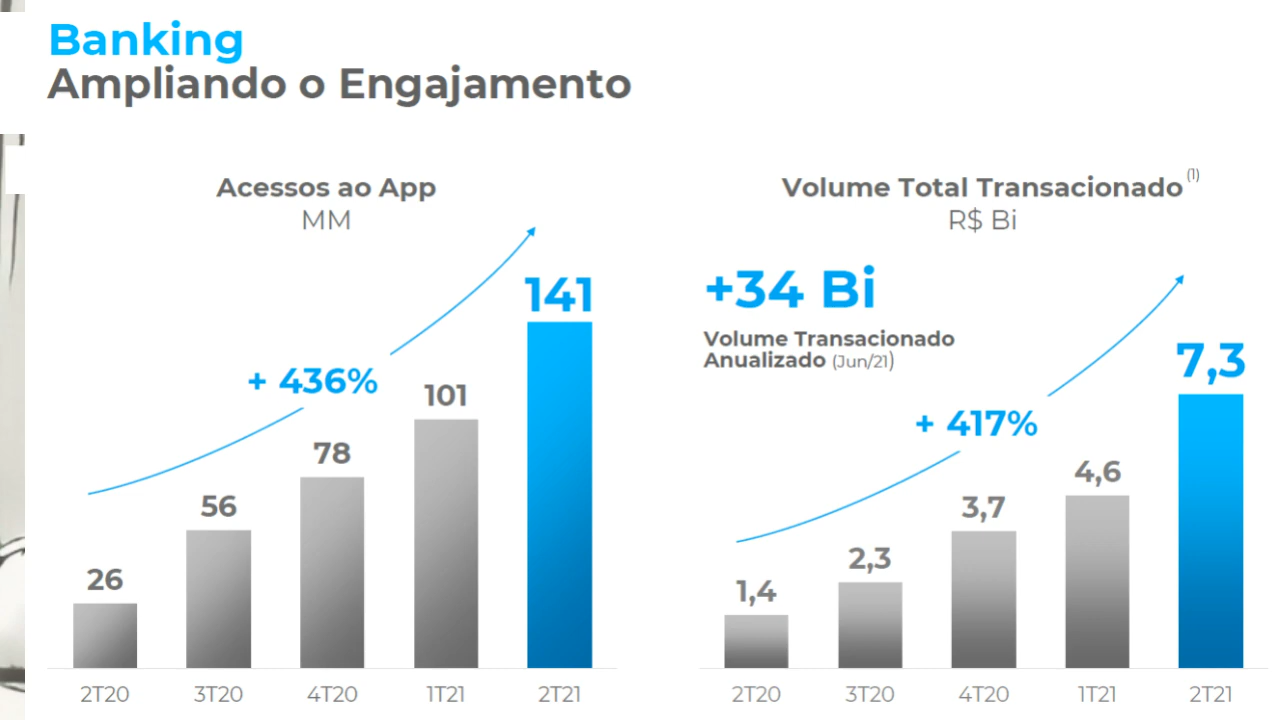 Banking
Ampliando o Engajamento
Acessos ao App
MM
+ 436%
26
56
78
101
141
2T20
3T20
4T20
1T21
2T21
Volume Total Transacionado (1)
R$ Bi
+34 Bi
Volume Transacionado
Anualizado (Jun/21)
+ 417%
1,4
2,3
3,7
4,6
7,3
2T20
3T20
4T20
1T21
2T21